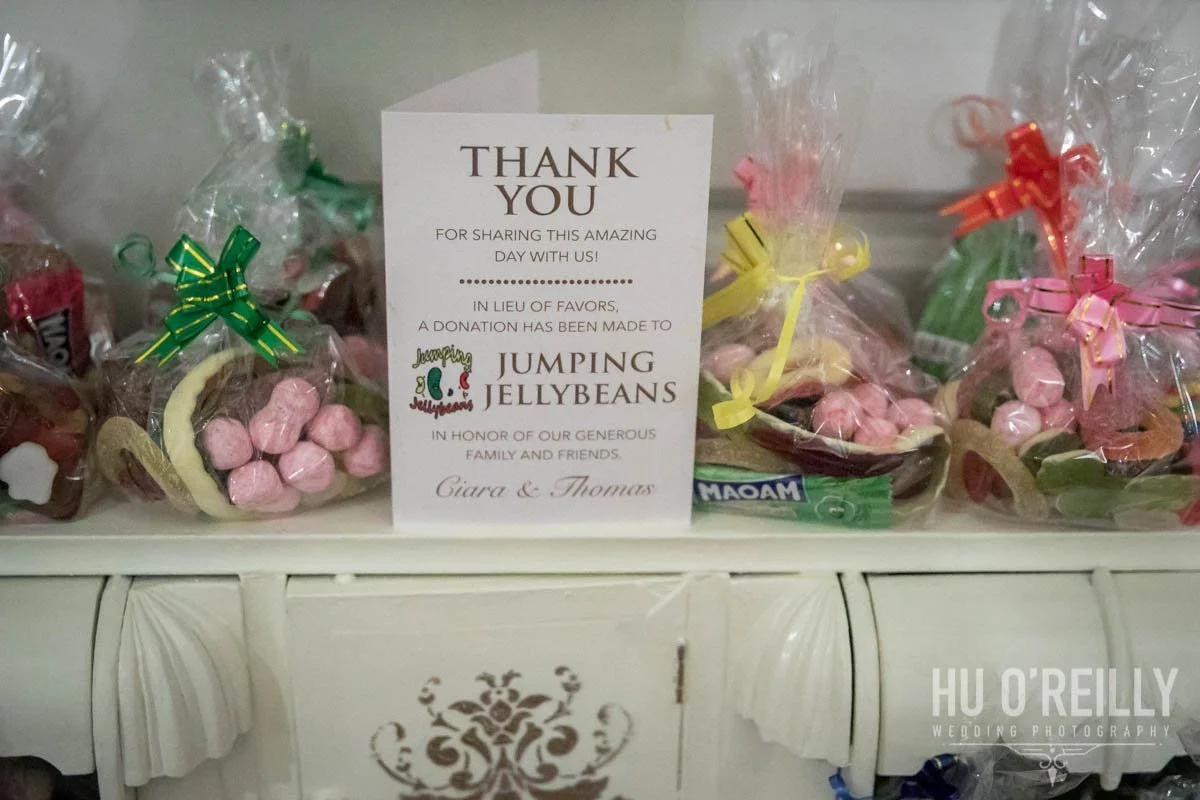 THANK
YOU
FOR SHARING THIS AMAZING
DAY WITH US!
IN LIEU OF FAVORS,
A DONATION HAS BEEN MADE TO
Jumping
Jellybeans
JUMPING
JELLYBEANS
IN HONOR OF OUR GENEROUS
FAMILY AND FRIENDS.
Ciara & Thomas
MAOAM
HU O'REILLY
WEDDING PHOTOGRAPHY